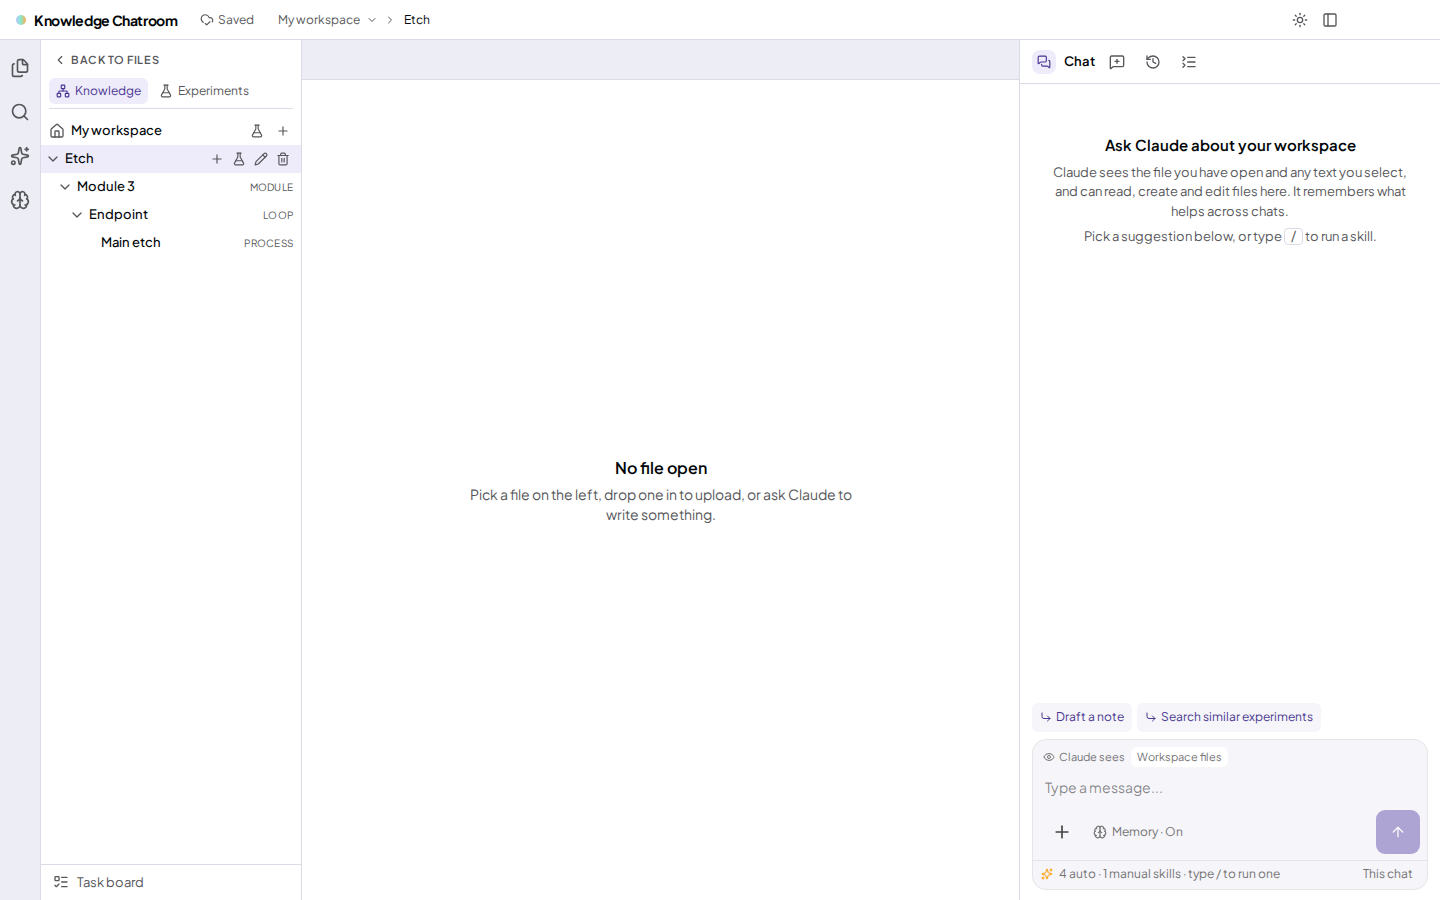 Knowledge Chatroom
Saved
My workspace
Etch
BACK TO FILES
Knowledge
Experiments
My workspace
Etch
Module 3
MODULE
Endpoint
LOOP
Main etch
PROCESS
Task board
No file open
Pick a file on the left, drop one in to upload, or ask Claude to
write something.
Chat
Ask Claude about your workspace
Claude sees the file you have open and any text you select,
and can read, create and edit files here. It remembers what
helps across chats.
Pick a suggestion below, or type / to run a skill.
Draft a note
Search similar experiments
Claude sees
Workspace files
Type a message...
Memory · On
4 auto · 1 manual skills · type / to run one
This chat